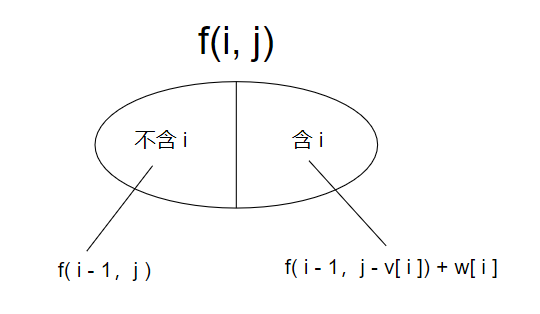 f(i, j)
不含 i 含 i
f( i - 1, j ) f( i - 1, j - v[ i ]) + w[ i ]